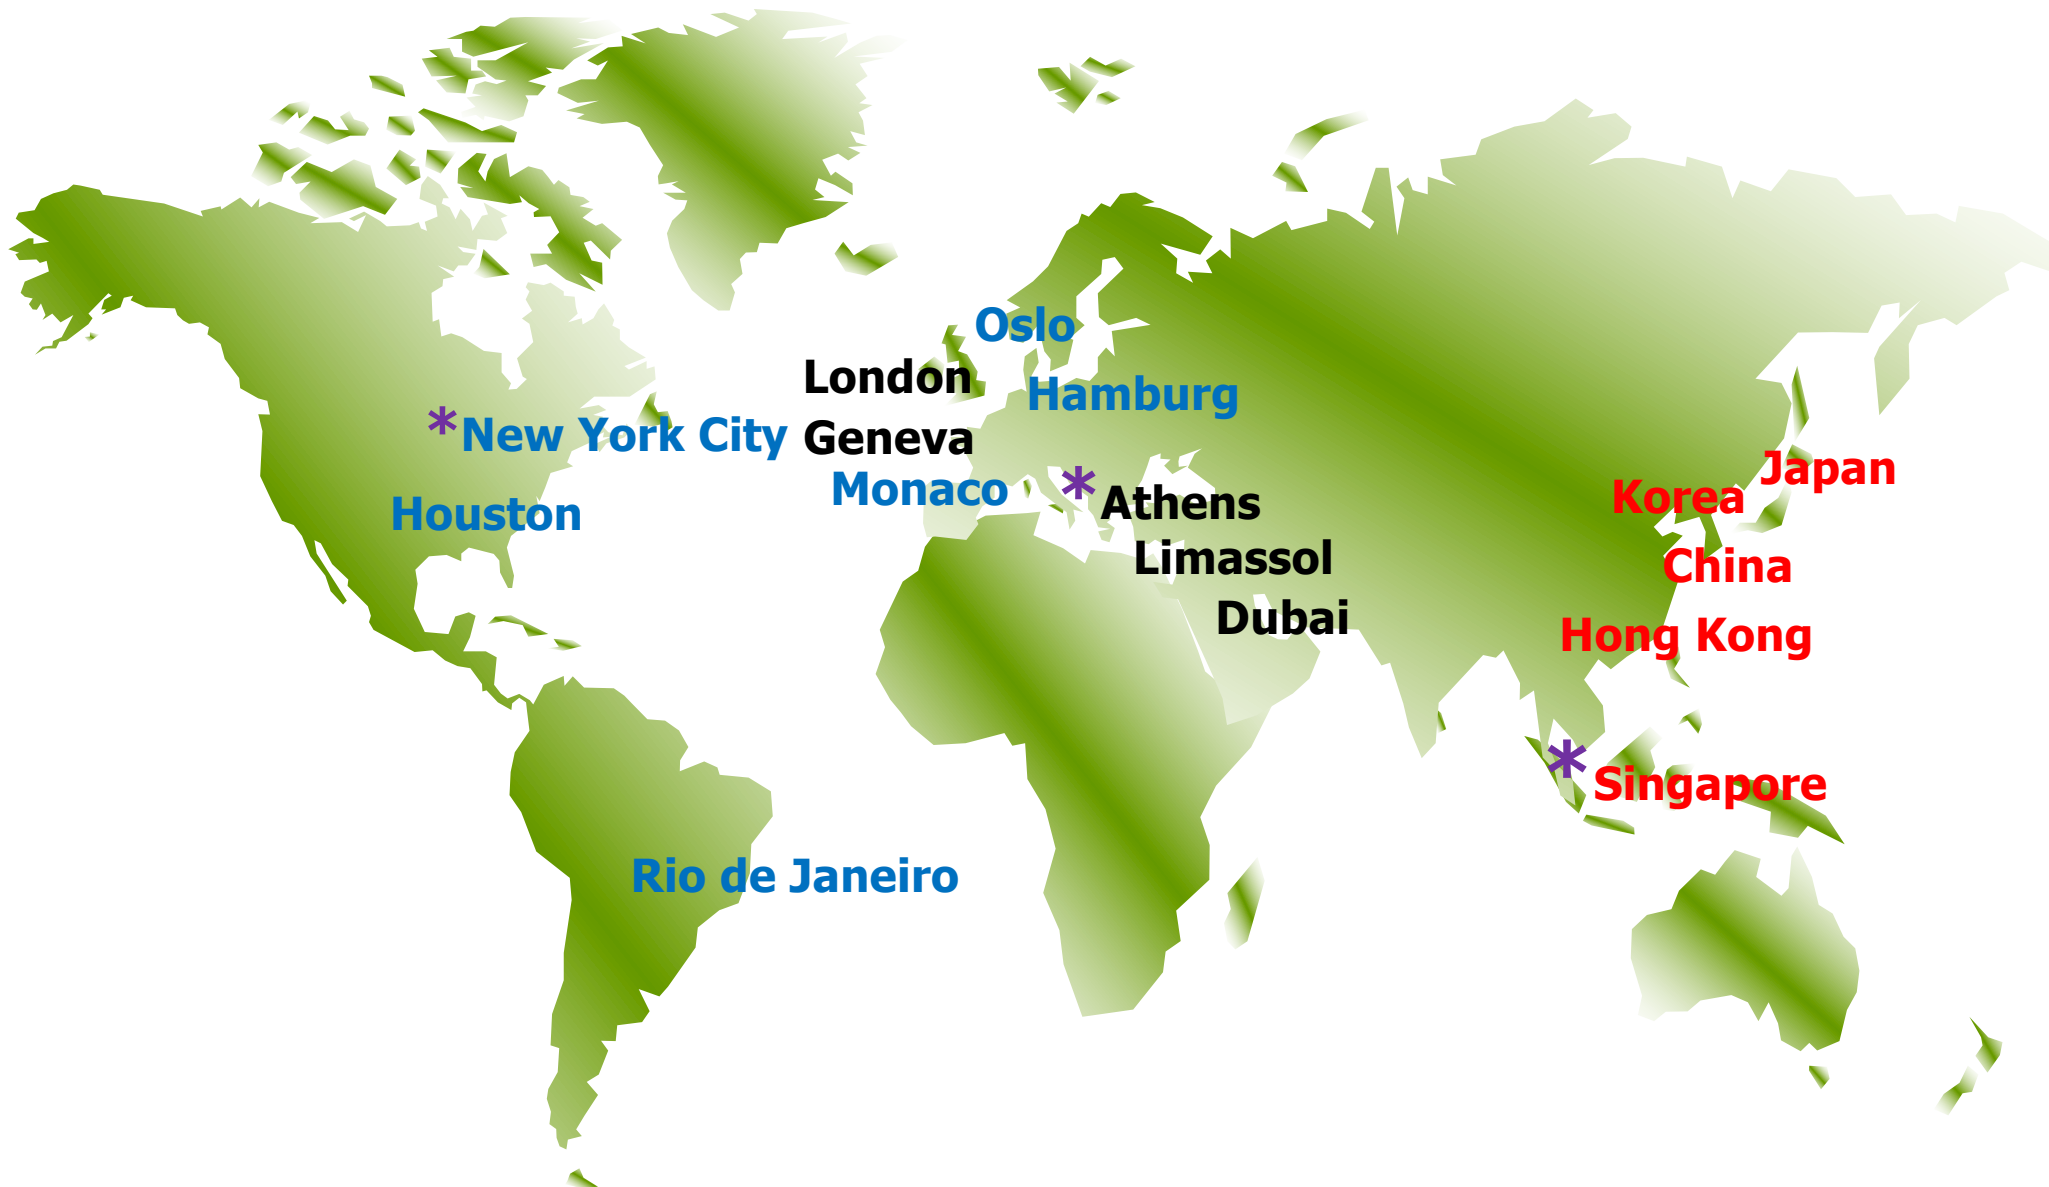 Oslo
London
Hamburg
*New York City
Geneva
Japan
Monaco
*Athens
Korea
Houston
Limassol
China
Dubai
Hong Kong
*Singapore
Rio de Janeiro